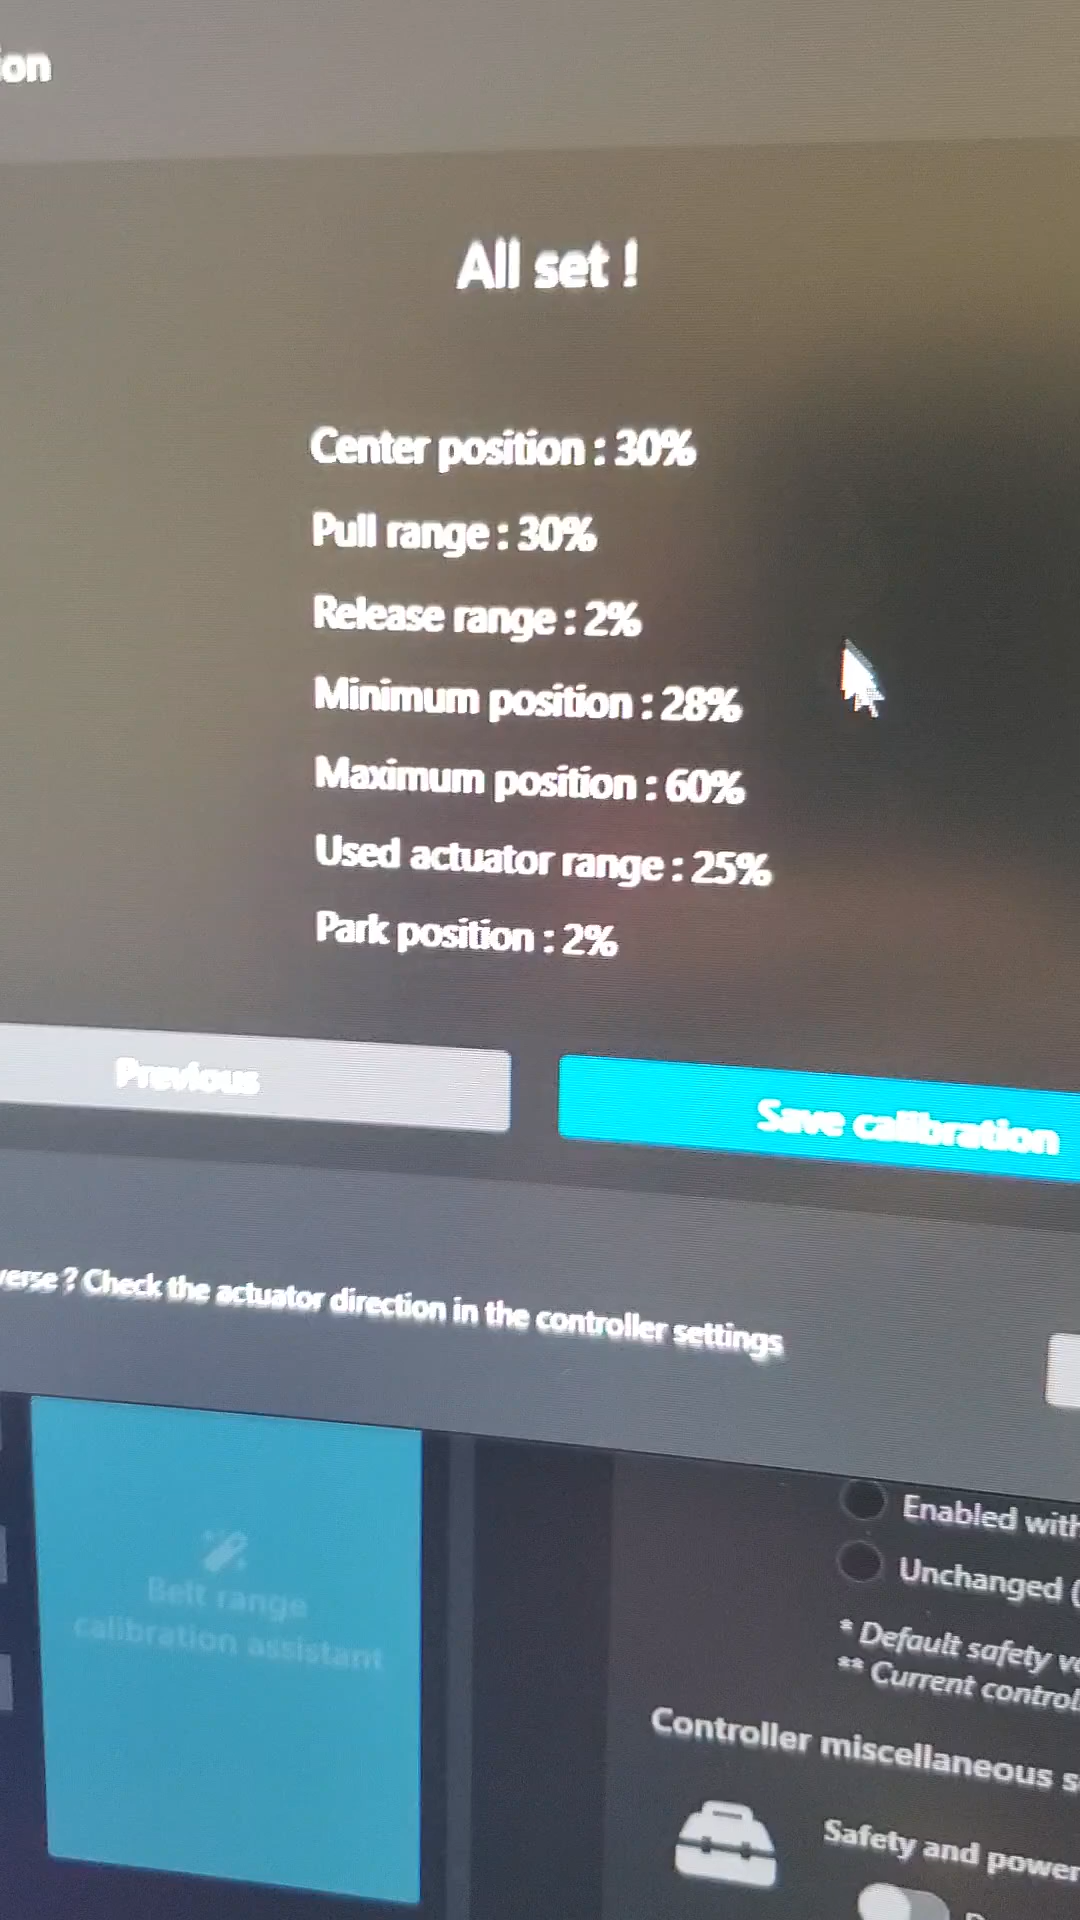 All set !
Center position : 30%
Pull range : 30%
Release range : 2%
Minimum position : 28%
Maximum position : 60%
Used actuator range : 25%
Park position : 2%
Previous
Save calibration
? Check the actuator direction in the controller settings
Belt range
calibration assistant
Enabled with
Unchanged (
* Default safety
** Current
Controller miscellaneous
Safety and power